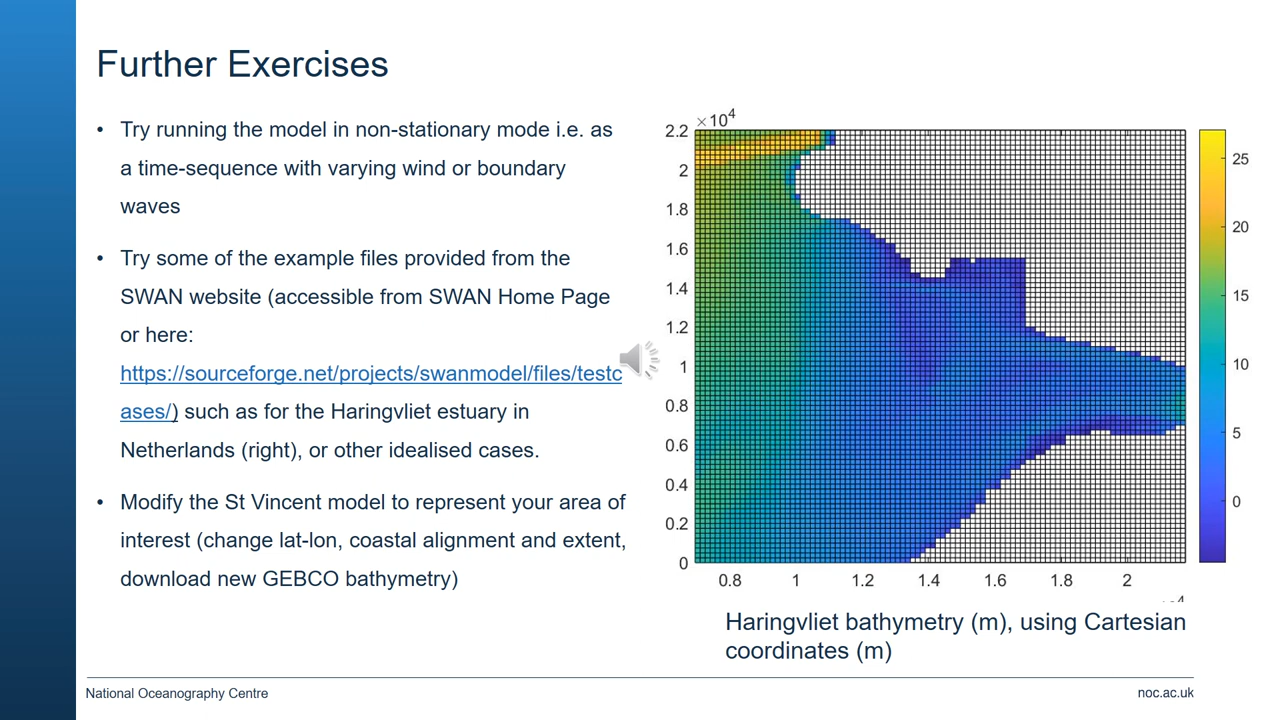 Further Exercises
• Try running the model in non-stationary mode i.e. as
a time-sequence with varying wind or boundary
waves
• Try some of the example files provided from the
SWAN website (accessible from SWAN Home Page
or here:
https://sourceforge.net/projects/swanmodel/files/testc
ases/) such as for the Haringvliet estuary in
Netherlands (right), or other idealised cases.
• Modify the St Vincent model to represent your area of
interest (change lat-lon, coastal alignment and extent,
download new GEBCO bathymetry)
×10⁴
2.2
2
1.8
1.6
1.4
1.2
1
0.8
0.6
0.4
0.2
0
0.8 1 1.2 1.4 1.6 1.8 2
25
20
15
10
5
0
Haringvliet bathymetry (m), using Cartesian
coordinates (m)
National Oceanography Centre
noc.ac.uk